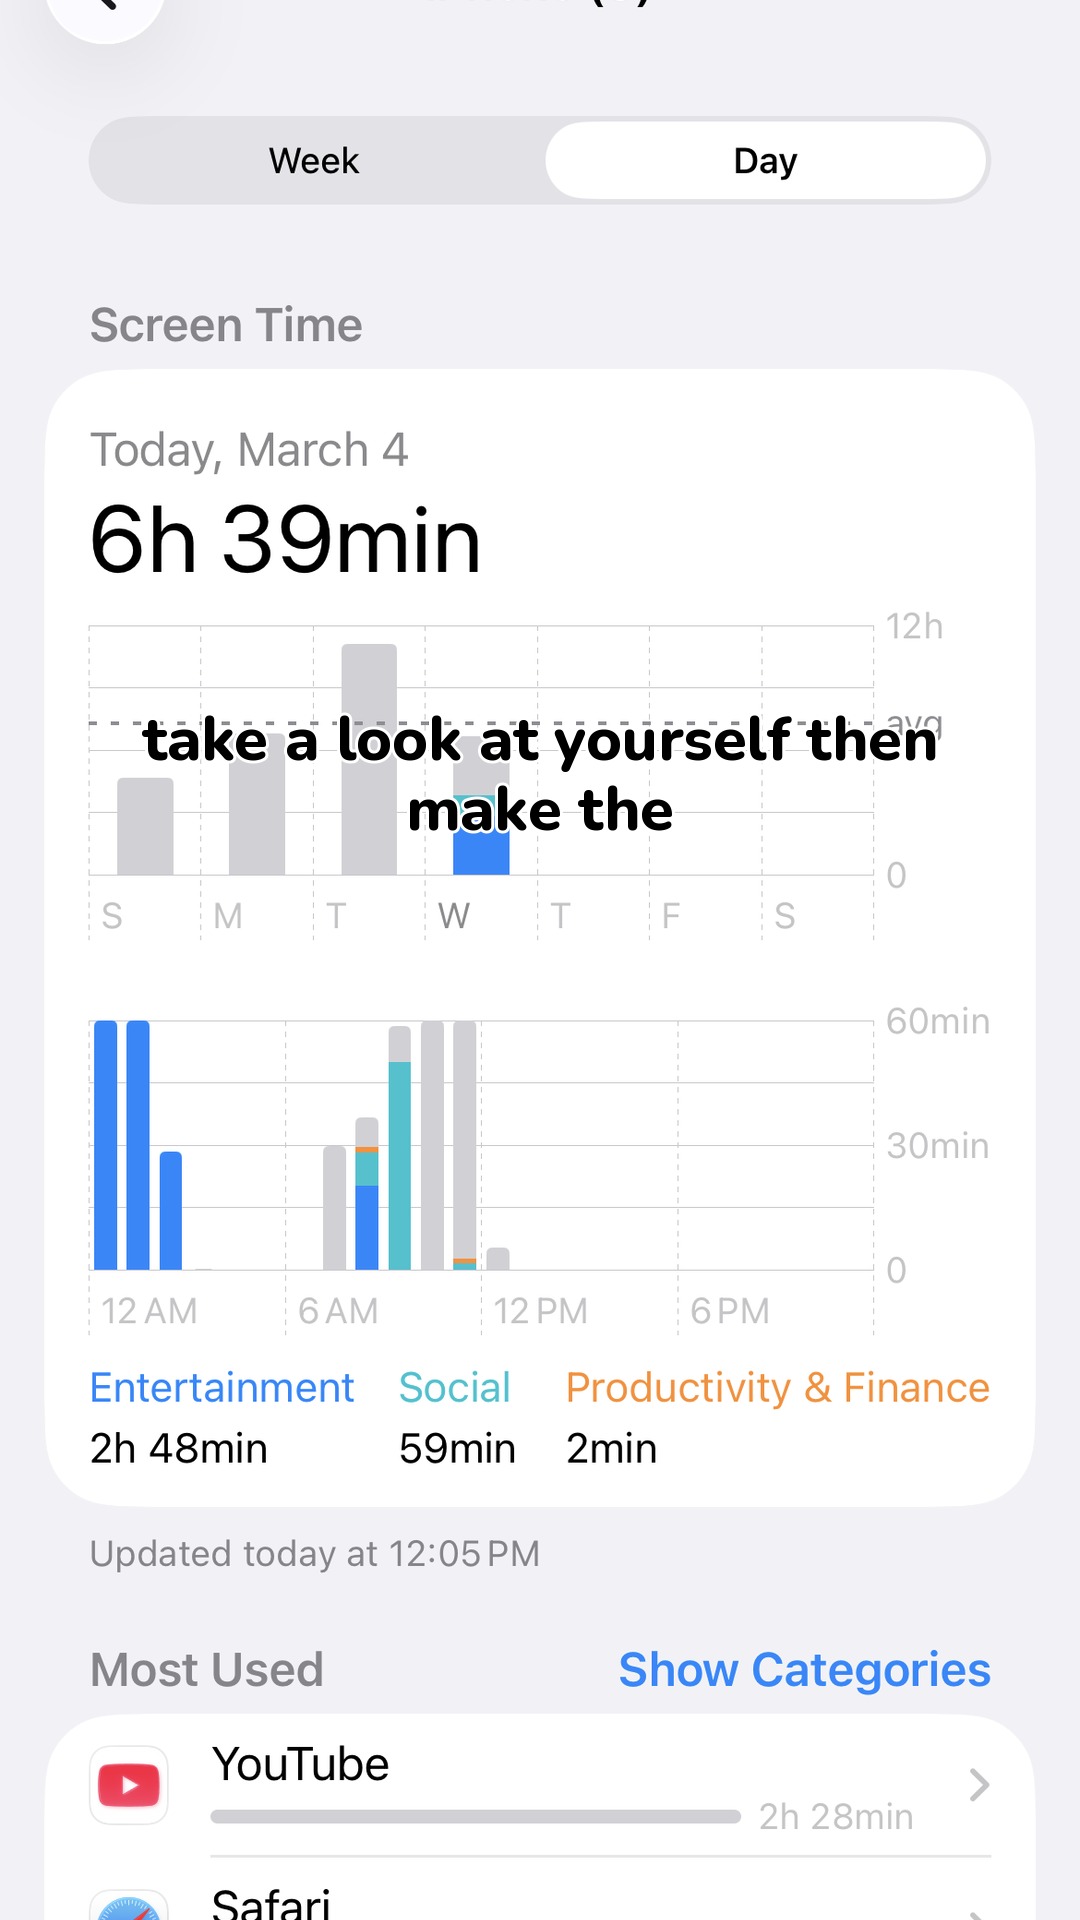 Week Day
Screen Time
Today, March 4
6h 39min
12h
avg
take a look at yourself then
make the
0
S M T W T F S
60min
30min
0
12 AM 6 AM 12 PM 6 PM
Entertainment Social Productivity & Finance
2h 48min 59min 2min
Updated today at 12:05 PM
Most Used Show Categories
YouTube
2h 28min
Safari